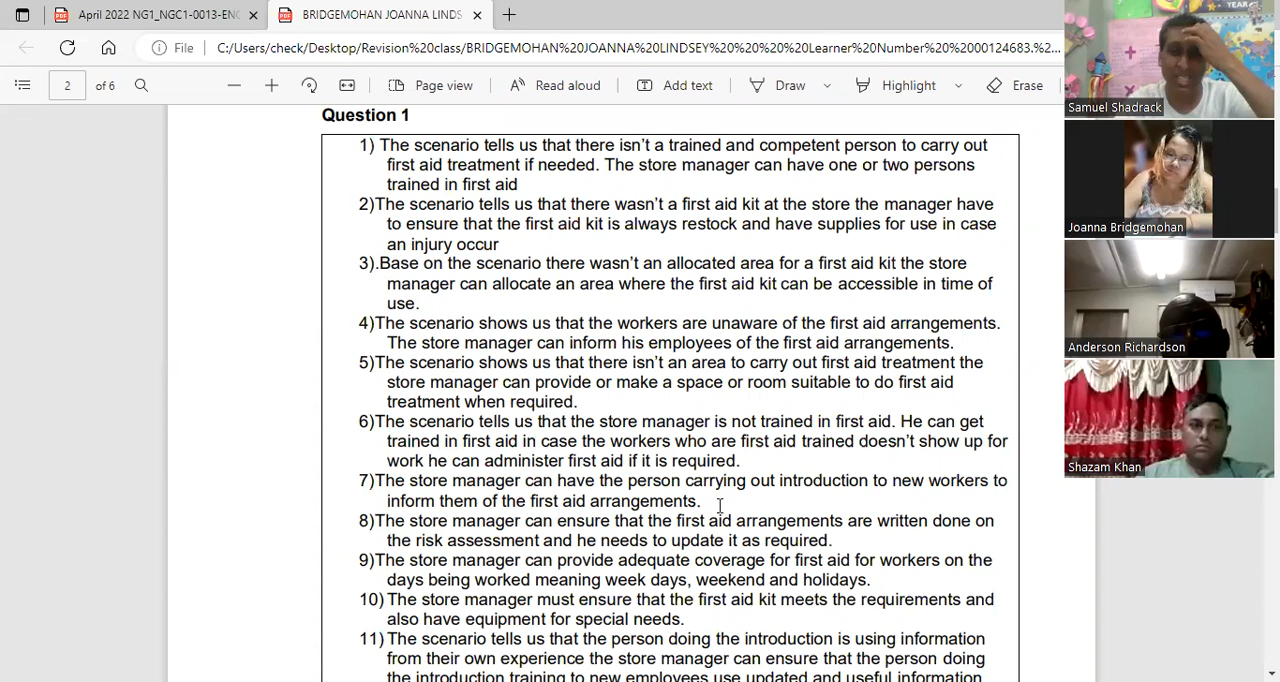 April 2022 NG1_NGC1-0013-ENC
BRIDGEMOHAN JOANNA LINDS
File
C:/Users/check/Desktop/Revision%20class/BRIDGEMOHAN%20JOANNA%20LINDSEY%20%20%20%20Learner%20Number%20%2000124683.%...
2 of 6
Page view
Read aloud
Add text
Draw
Highlight
Erase
YEAR
Samuel Shadrack
Joanna Bridgemohan
Anderson Richardson
Shazam Khan
Question 1
1) The scenario tells us that there isn’t a trained and competent person to carry out
first aid treatment if needed. The store manager can have one or two persons
trained in first aid
2)The scenario tells us that there wasn’t a first aid kit at the store the manager have
to ensure that the first aid kit is always restock and have supplies for use in case
an injury occur
3).Base on the scenario there wasn’t an allocated area for a first aid kit the store
manager can allocate an area where the first aid kit can be accessible in time of
use.
4)The scenario shows us that the workers are unaware of the first aid arrangements.
The store manager can inform his employees of the first aid arrangements.
5)The scenario shows us that there isn’t an area to carry out first aid treatment the
store manager can provide or make a space or room suitable to do first aid
treatment when required.
6)The scenario tells us that the store manager is not trained in first aid. He can get
trained in first aid in case the workers who are first aid trained doesn’t show up for
work he can administer first aid if it is required.
7)The store manager can have the person carrying out introduction to new workers to
inform them of the first aid arrangements.
8)The store manager can ensure that the first aid arrangements are written done on
the risk assessment and he needs to update it as required.
9)The store manager can provide adequate coverage for first aid for workers on the
days being worked meaning week days, weekend and holidays.
10) The store manager must ensure that the first aid kit meets the requirements and
also have equipment for special needs.
11) The scenario tells us that the person doing the introduction is using information
from their own experience the store manager can ensure that the person doing
the introduction training to new employees use updated and useful information